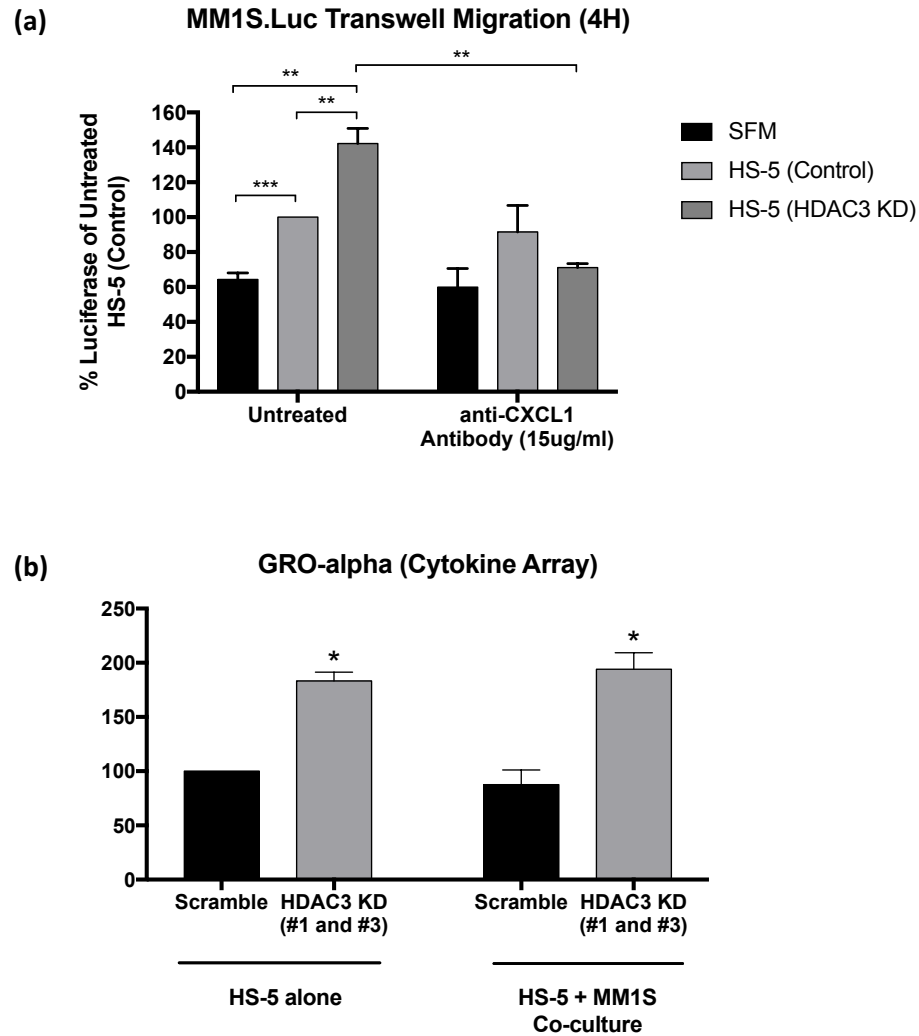 (a)
MM1S.Luc Transwell Migration (4H)
**
**
**
***
% Luciferase of Untreated
HS-5 (Control)
160
140
120
100
80
60
40
20
0
Untreated
anti-CXCL1
Antibody (15ug/ml)
SFM
HS-5 (Control)
HS-5 (HDAC3 KD)
(b)
GRO-alpha (Cytokine Array)
250
200
150
100
50
0
*
*
Scramble
HDAC3 KD
(#1 and #3)
Scramble
HDAC3 KD
(#1 and #3)
HS-5 alone
HS-5 + MM1S
Co-culture